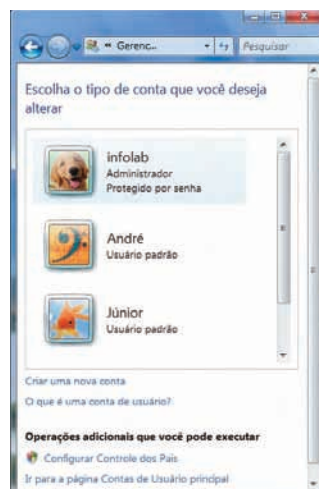 « Gerenc...
Pesquisar
Escolha o tipo de conta que você deseja
alterar
infolab
Administrador
Protegido por senha
André
Usuário padrão
Júnior
Usuário padrão
Criar uma nova conta
O que é uma conta de usuário?
Operações adicionais que você pode executar
Configurar Controle dos Pais
Ir para a página Contas de Usuário principal